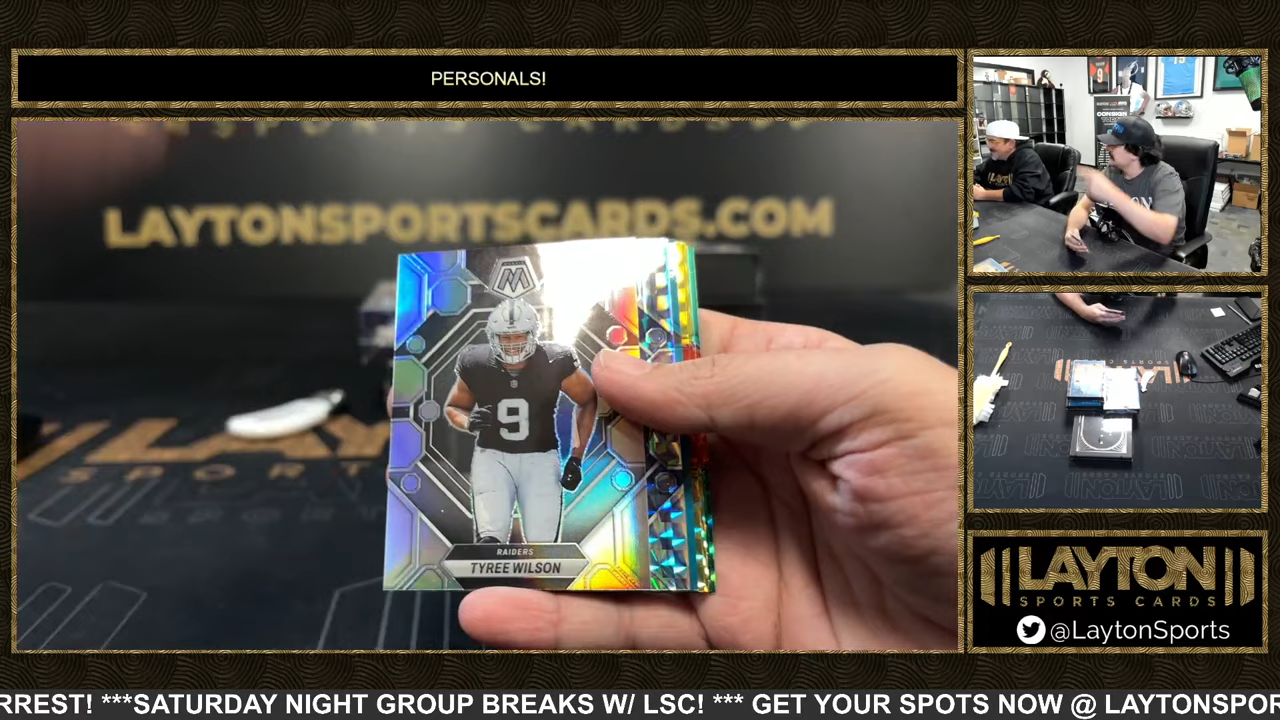 PERSONALS!
LAYTONSPORTSCARDS.COM
M
9
RAIDERS
TYREE WILSON
LAYTON
SPORTS CARDS
@LaytonSports
RREST! ***SATURDAY NIGHT GROUP BREAKS W/ LSC! *** GET YOUR SPOTS NOW @ LAYTONSPOR